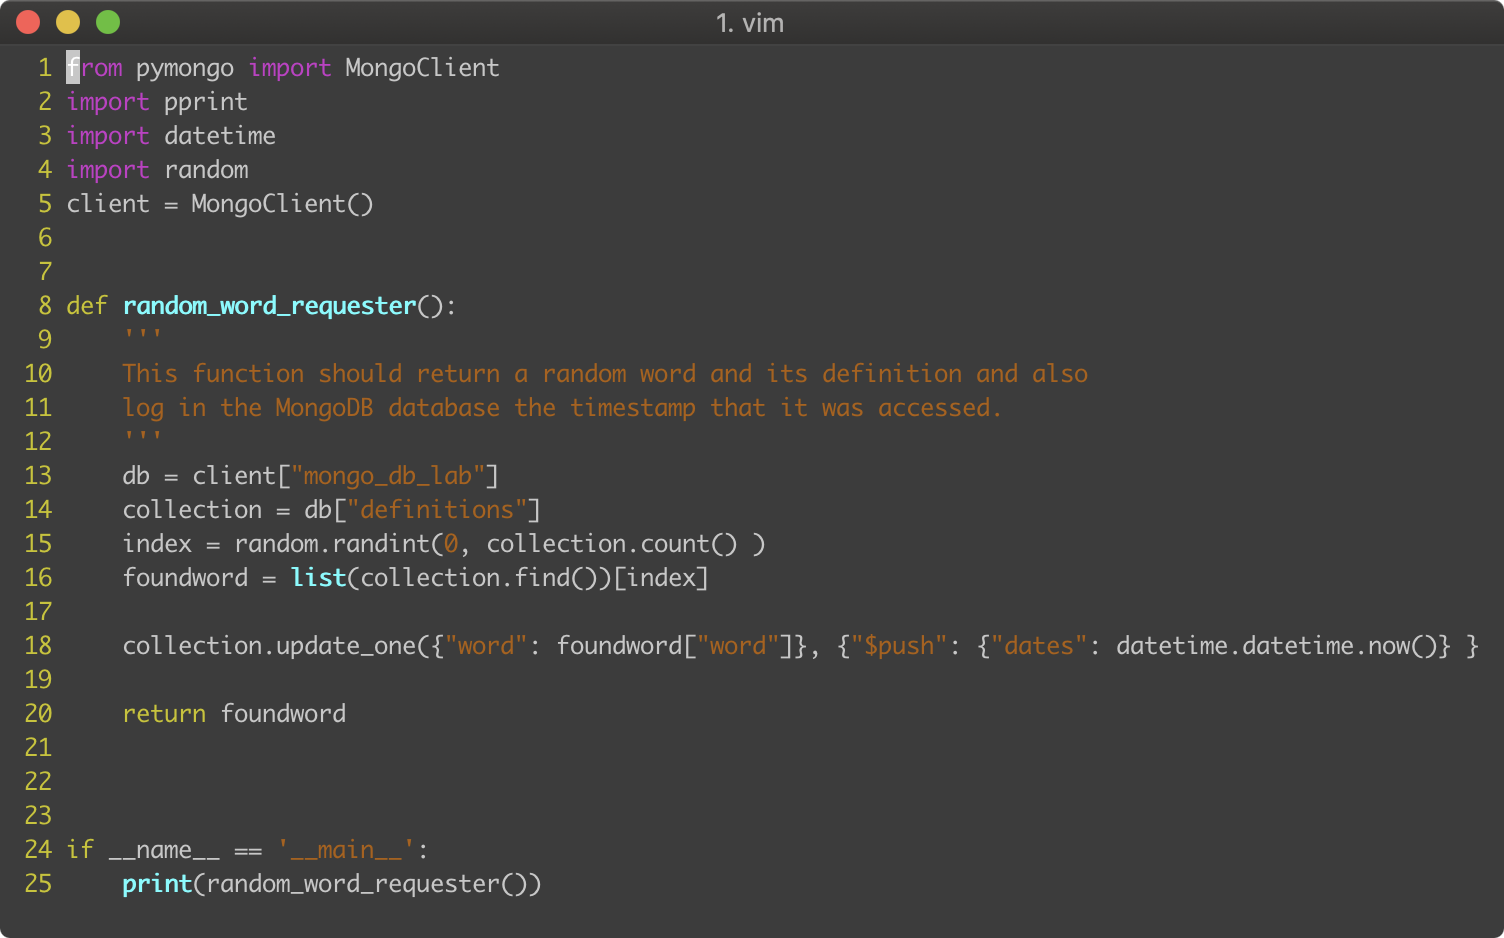 1. vim
1 from pymongo import MongoClient
2 import pprint
3 import datetime
4 import random
5 client = MongoClient()
6
7
8 def random_word_requester():
9     '''
10     This function should return a random word and its definition and also
11     log in the MongoDB database the timestamp that it was accessed.
12     '''
13     db = client["mongo_db_lab"]
14     collection = db["definitions"]
15     index = random.randint(0, collection.count() )
16     foundword = list(collection.find())[index]
17
18     collection.update_one({"word": foundword["word"]}, {"$push": {"dates": datetime.datetime.now()} }
19
20     return foundword
21
22
23
24 if __name__ == '__main__':
25     print(random_word_requester())